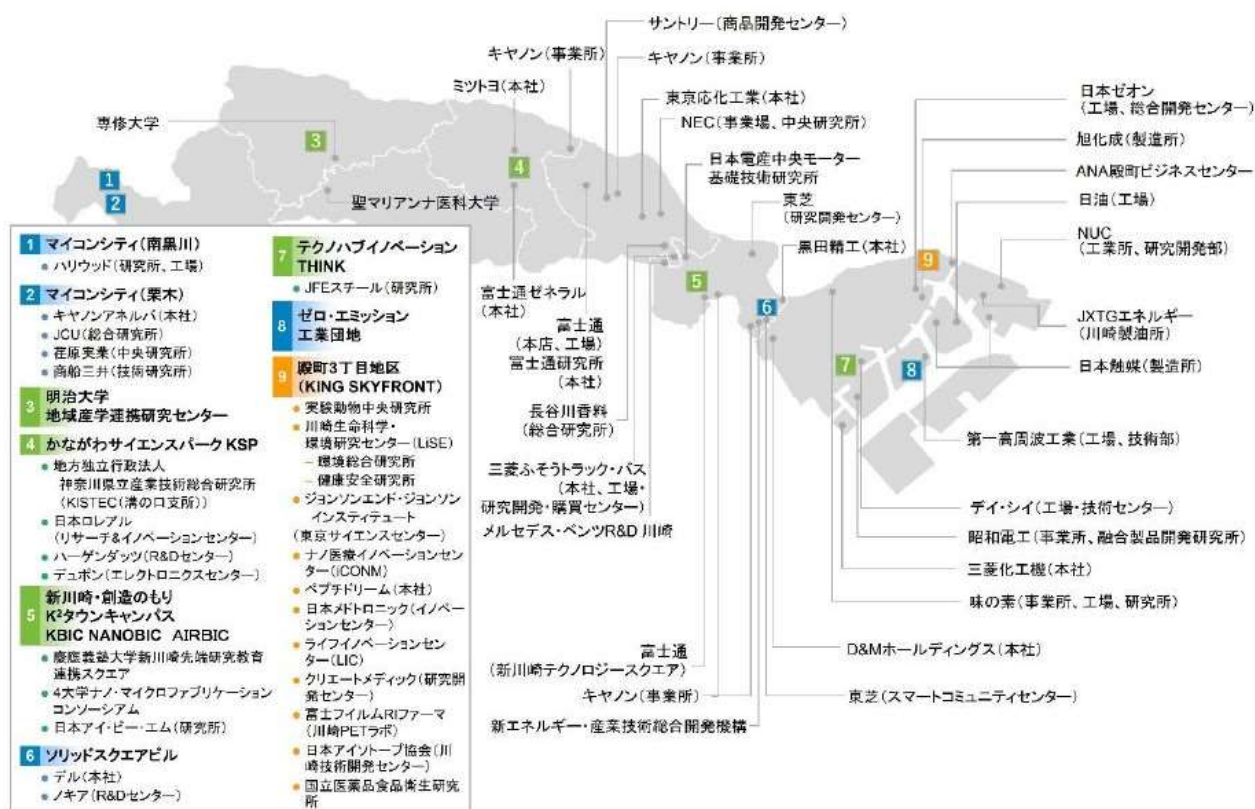 サントリー(商品開発センター)
キヤノン(事業所)
キヤノン(事業所)
ミツトヨ(本社)
東京応化工業(本社)
NEC(事業場、中央研究所)
専修大学
日本電産中央モーター
基礎技術研究所
聖マリアンナ医科大学
東芝
(研究開発センター)
黒田精工(本社)
日本ゼオン
(工場、総合開発センター)
旭化成(製造所)
ANA殿町ビジネスセンター
日油(工場)
NUC
(工業所、研究開発部)
JXTGエネルギー
(川崎製油所)
日本触媒(製造所)
第一高周波工業(工場、技術部)
デイ・シイ(工場・技術センター)
昭和電工(事業所、融合製品開発研究所)
三菱化工機(本社)
味の素(事業所、工場、研究所)
D&Mホールディングス(本社)
東芝(スマートコミュニティセンター)
富士通ゼネラル
(本社)
富士通
(本店、工場)
富士通研究所
(本社)
長谷川香料
(総合研究所)
三菱ふそうトラック・バス
(本社、工場・
研究開発・購買センター)
メルセデス・ベンツR&D 川崎
富士通
(新川崎テクノロジースクエア)
キヤノン(事業所)
新エネルギー・産業技術総合開発機構
1
2
3
4
5
6
7
8
9
1 マイコンシティ(南黒川)
ハリウッド(研究所、工場)
2 マイコンシティ(栗木)
キヤノンアネルバ(本社)
JCU(総合研究所)
荏原実業(中央研究所)
商船三井(技術研究所)
3 明治大学
地域産学連携研究センター
4 かながわサイエンスパーク KSP
地方独立行政法人
神奈川県立産業技術総合研究所
(KISTEC(溝の口支所))
日本ロレアル
(リサーチ&イノベーションセンター)
ハーゲンダッツ(R&Dセンター)
デュポン(エレクトロニクスセンター)
5 新川崎・創造のもり
K²タウンキャンパス
KBIC NANOBIC AIRBIC
慶應義塾大学新川崎先端研究教育
連携スクエア
4大学ナノ・マイクロファブリケーション
コンソーシアム
日本アイ・ビー・エム(研究所)
6 ソリッドスクエアビル
デル(本社)
ノキア(R&Dセンター)
7 テクノハブイノベーション
THINK
JFEスチール(研究所)
8 ゼロ・エミッション
工業団地
9 殿町3丁目地区
(KING SKYFRONT)
実験動物中央研究所
川崎生命科学・
環境研究センター(LiSE)
− 環境総合研究所
− 健康安全研究所
ジョンソンエンド・ジョンソン
インスティテュート
(東京サイエンスセンター)
ナノ医療イノベーションセン
ター(iCONM)
ペプチドリーム(本社)
日本メドトロニック(イノベー
ションセンター)
ライフイノベーションセン
ター(LIC)
クリエートメディック(研究開
発センター)
富士フイルムRIファーマ
(川崎PETラボ)
日本アイソトープ協会(川
崎技術開発センター)
国立医薬品食品衛生研究
所